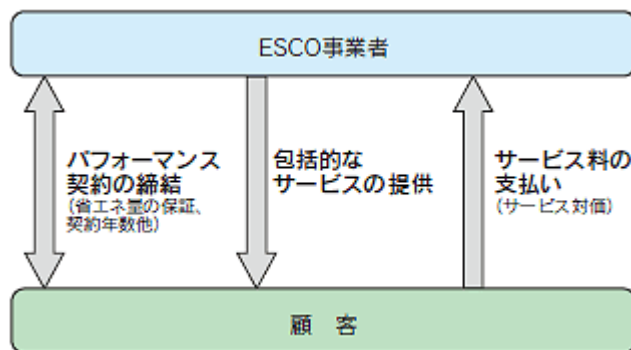 ESCO事業者
パフォーマンス
契約の締結
(省エネ量の保証、
契約年数他)
包括的な
サービスの提供
サービス料の
支払い
(サービス対価)
顧 客